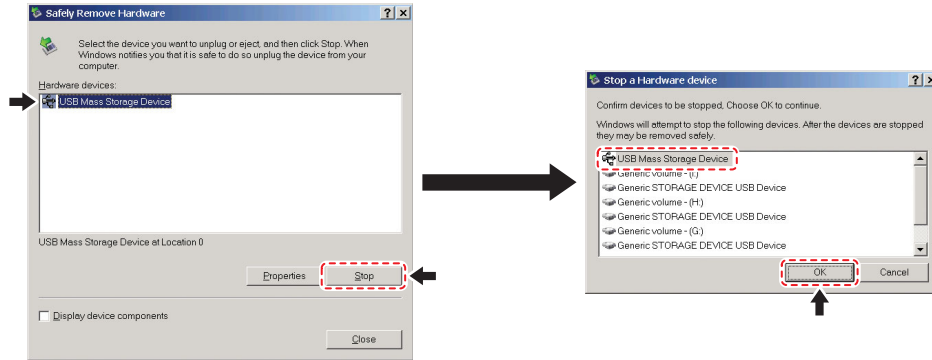 Safely Remove Hardware
Select the device you want to unplug or eject, and then click Stop. When
Windows notifies you that it is safe to do so unplug the device from your
computer.
Hardware devices:
USB Mass Storage Device
USB Mass Storage Device at Location 0
Properties
Stop
Display device components
Close
Stop a Hardware device
Confirm devices to be stopped, Choose OK to continue.
Windows will attempt to stop the following devices. After the devices are stopped
they may be removed safely.
USB Mass Storage Device
Generic volume - (I:)
Generic STORAGE DEVICE USB Device
Generic volume - (H:)
Generic STORAGE DEVICE USB Device
Generic volume - (G:)
Generic STORAGE DEVICE USB Device
OK
Cancel